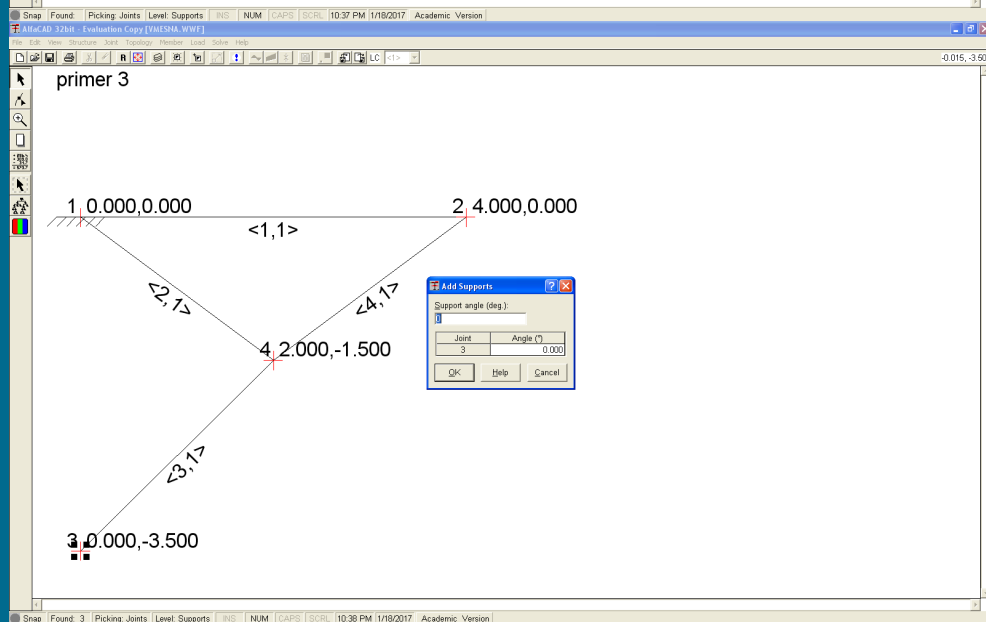 Snap Found: Picking: Joints Level: Supports INS NUM CAPS SCRL 10:37 PM 1/18/2017 Academic Version
AlfaCAD 32bit - Evaluation Copy [VMESNA.WWF]
File Edit View Structure Joint Topology Member Load Solve Help
R LC <1> -0.015, -3.50
primer 3
1 0.000,0.000
2 4.000,0.000
<1,1>
<2,1>
<4,1>
Add Supports
Support angle (deg.):
0
Joint Angle (°)
3 0.000
OK Help Cancel
4 2.000,-1.500
<3,1>
3 0.000,-3.500
Snap Found: 3 Picking: Joints Level: Supports INS NUM CAPS SCRL 10:38 PM 1/18/2017 Academic Version